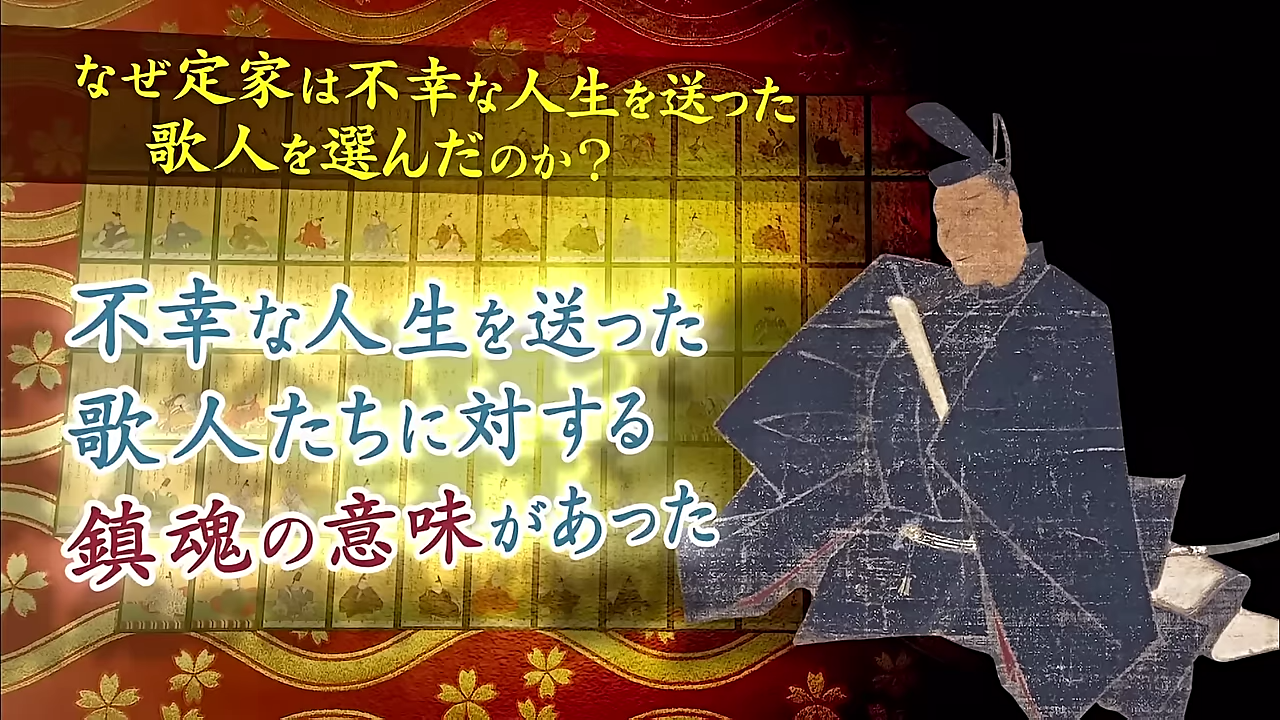 なぜ定家は不幸な人生を送った
歌人を選んだのか?
不幸な人生を送った
歌人たちに対する
鎮魂の意味があった